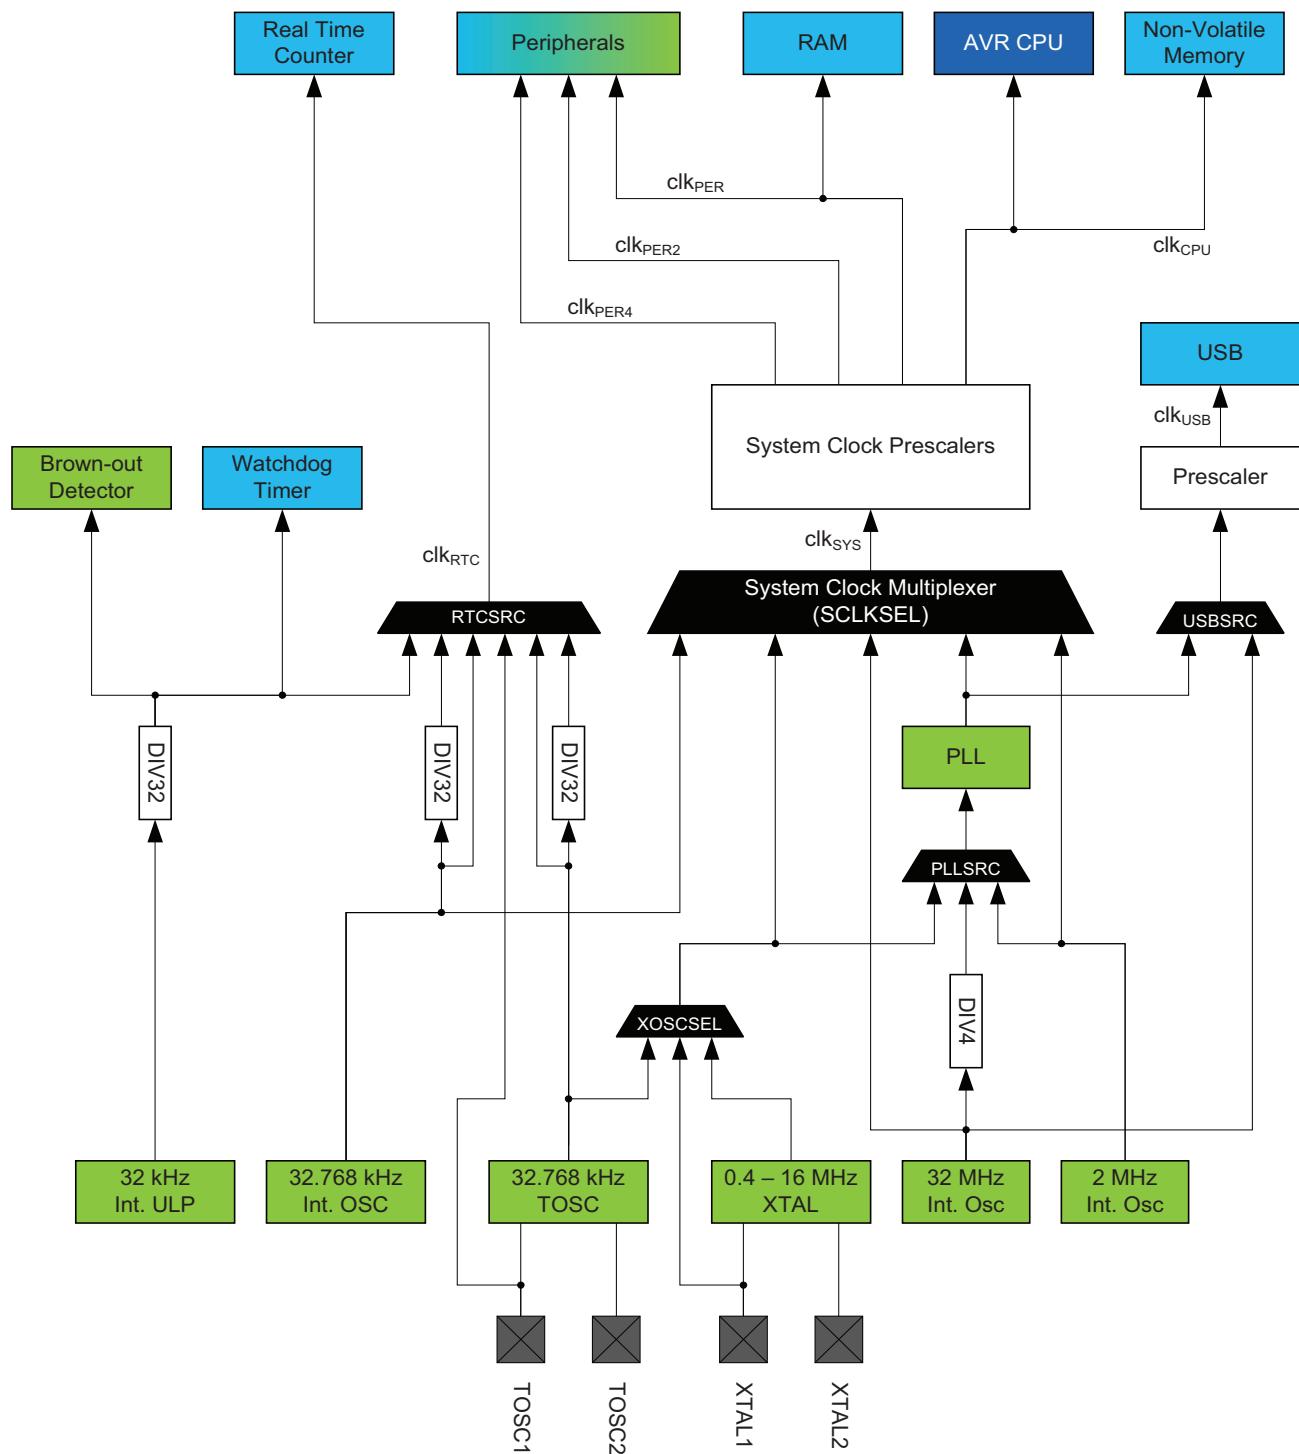 Real Time
Counter
Peripherals
RAM
AVR CPU
Non-Volatile
Memory
clkPER
clkPER2
clkCPU
clkPER4
USB
clkUSB
System Clock Prescalers
Prescaler
Brown-out
Detector
Watchdog
Timer
clkSYS
clkRTC
System Clock Multiplexer
(SCLKSEL)
RTCSRC
USBSRC
DIV32
DIV32
DIV32
PLL
PLLSRC
XOSCSEL
DIV4
32 kHz
Int. ULP
32.768 kHz
Int. OSC
32.768 kHz
TOSC
0.4 – 16 MHz
XTAL
32 MHz
Int. Osc
2 MHz
Int. Osc
TOSC1
TOSC2
XTAL1
XTAL2